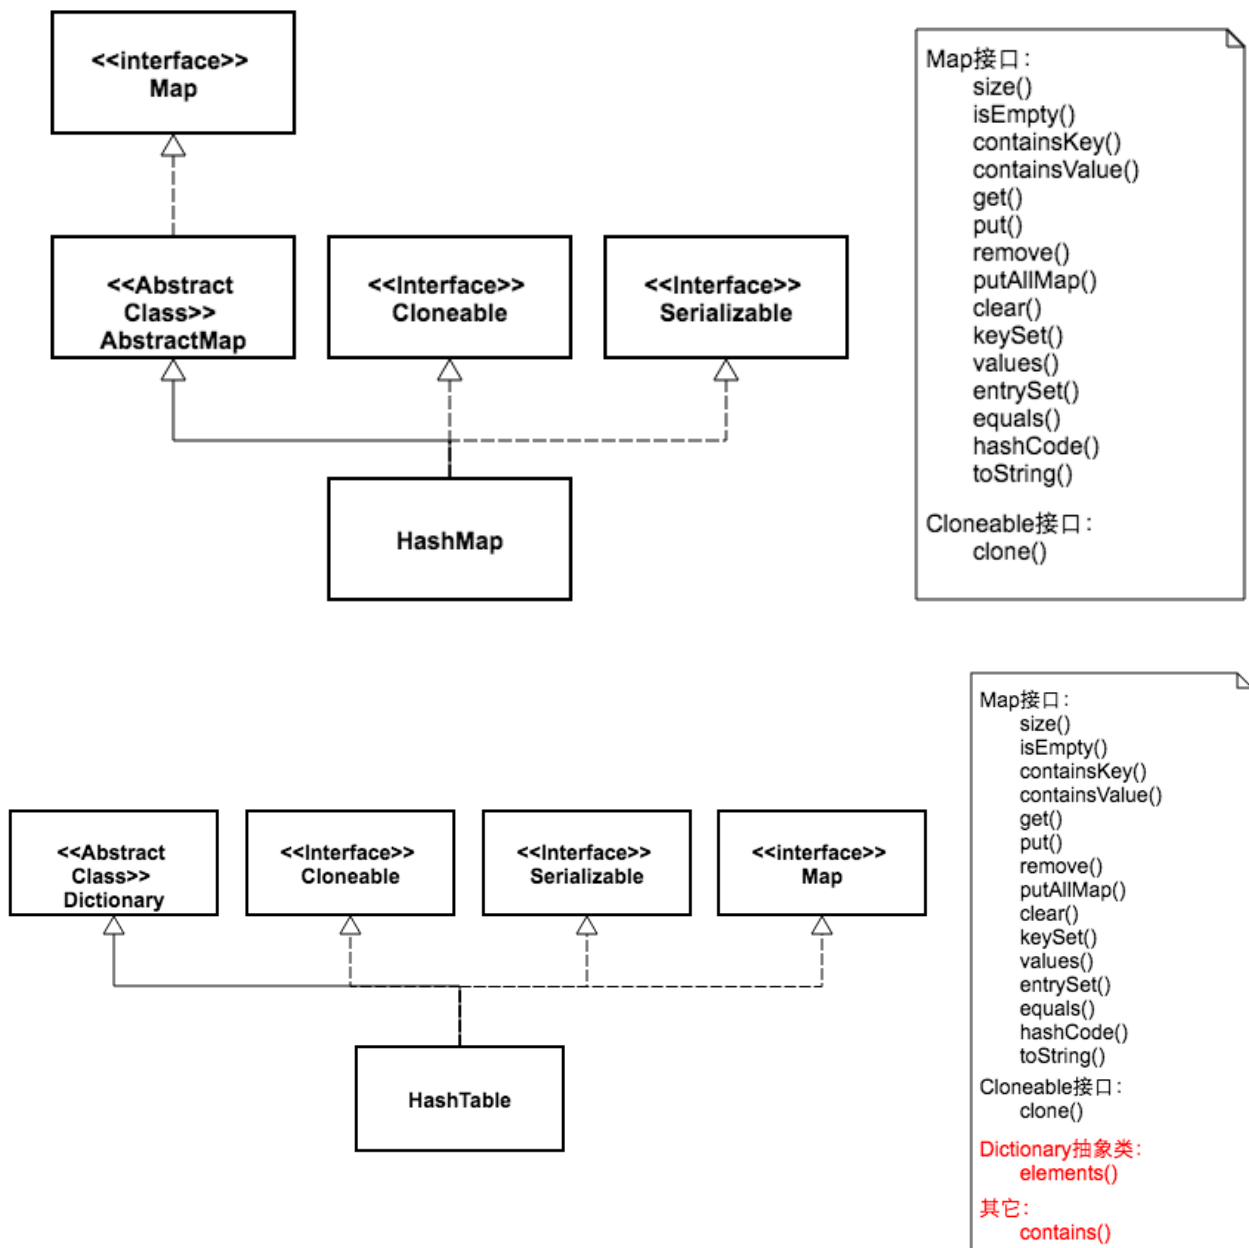 <<interface>>
Map
<<Abstract
Class>>
AbstractMap
<<Interface>>
Cloneable
<<Interface>>
Serializable
HashMap
Map接口：
size()
isEmpty()
containsKey()
containsValue()
get()
put()
remove()
putAllMap()
clear()
keySet()
values()
entrySet()
equals()
hashCode()
toString()
Cloneable接口：
clone()
<<Abstract
Class>>
Dictionary
<<Interface>>
Cloneable
<<Interface>>
Serializable
<<interface>>
Map
HashTable
Map接口：
size()
isEmpty()
containsKey()
containsValue()
get()
put()
remove()
putAllMap()
clear()
keySet()
values()
entrySet()
equals()
hashCode()
toString()
Cloneable接口：
clone()
Dictionary抽象类：
elements()
其它：
contains()